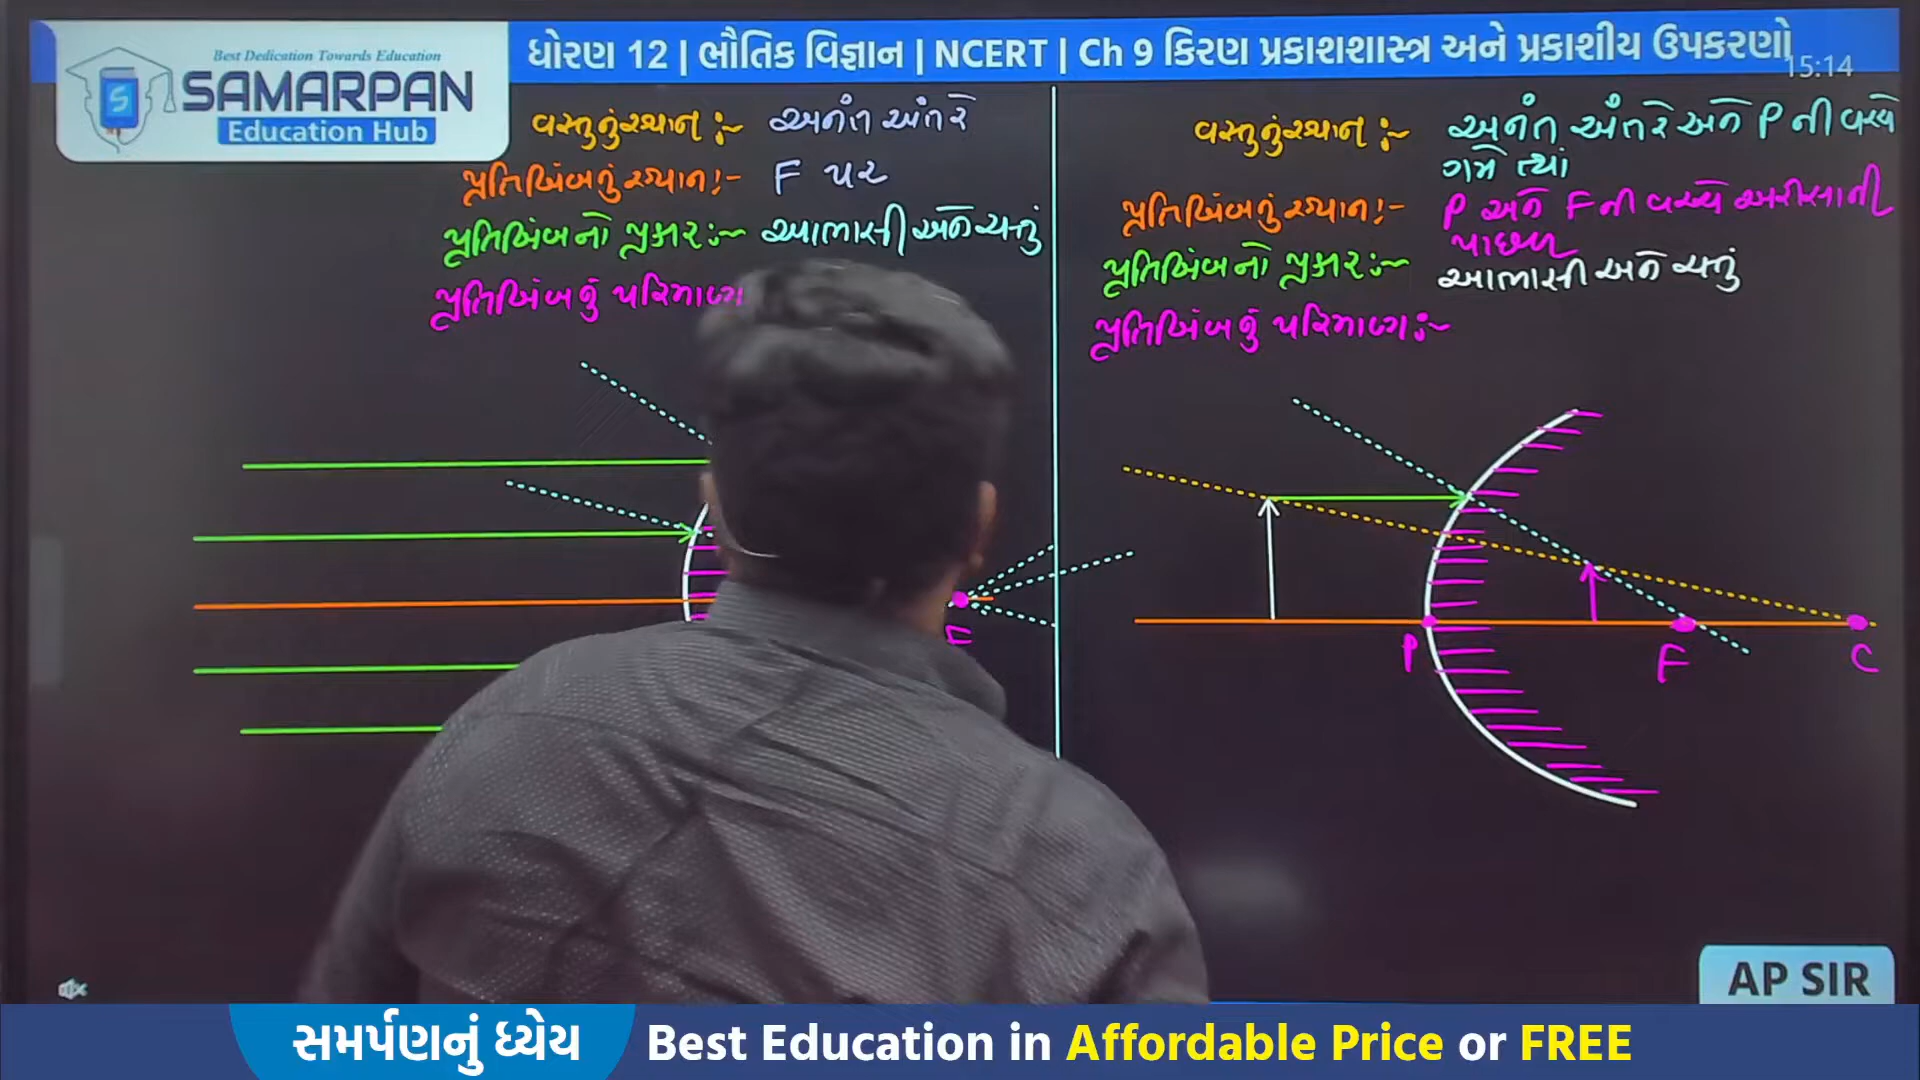 Best Dedication Towards Education
SAMARPAN
Education Hub
ધોરણ 12 | ભૌતિક વિજ્ઞાન | NCERT | Ch 9 કિરણ પ્રકાશશાસ્ત્ર અને પ્રકાશીય ઉપકરણો
15:14
વસ્તુનું સ્થાન :- અનંત અંતરે
પ્રતિબિંબનું સ્થાન :- F પર
પ્રતિબિંબનો પ્રકાર :- આભાસી અને ચત્તું
પ્રતિબિંબનું પરિમાણ
F
વસ્તુનું સ્થાન :- અનંત અંતરે અને P ની વચ્ચે
ગમે ત્યાં
પ્રતિબિંબનું સ્થાન :- P અને F ની વચ્ચે અરીસાની
પાછળ
પ્રતિબિંબનો પ્રકાર :- આભાસી અને ચત્તું
પ્રતિબિંબનું પરિમાણ :-
P F C
AP SIR
સમર્પણનું ધ્યેય Best Education in Affordable Price or FREE